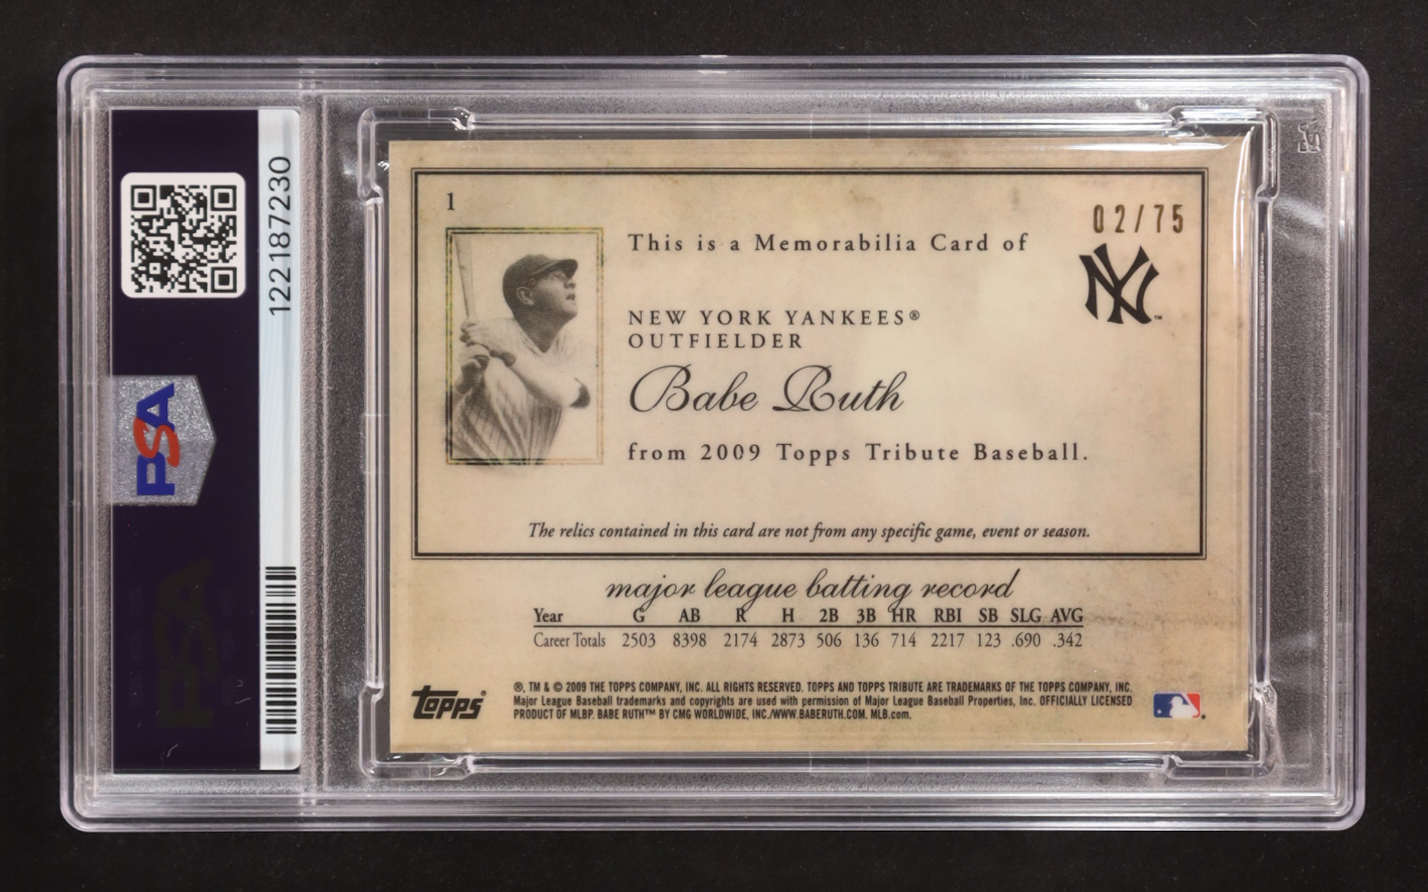 122187230
PSA
PSA
1
02/75
This is a Memorabilia Card of
NY
™
NEW YORK YANKEES®
OUTFIELDER
Babe Ruth
from 2009 Topps Tribute Baseball.
The relics contained in this card are not from any specific game, event or season.
major league batting record
Year G AB R H 2B 3B HR RBI SB SLG AVG
Career Totals 2503 8398 2174 2873 506 136 714 2217 123 .690 .342
topps®
®, TM & © 2009 THE TOPPS COMPANY, INC. ALL RIGHTS RESERVED. TOPPS AND TOPPS TRIBUTE ARE TRADEMARKS OF THE TOPPS COMPANY, INC.
Major League Baseball trademarks and copyrights are used with permission of Major League Baseball Properties, Inc. OFFICIALLY LICENSED
PRODUCT OF MLBP. BABE RUTH™ BY CMG WORLDWIDE, INC./WWW.BABERUTH.COM. MLB.com.